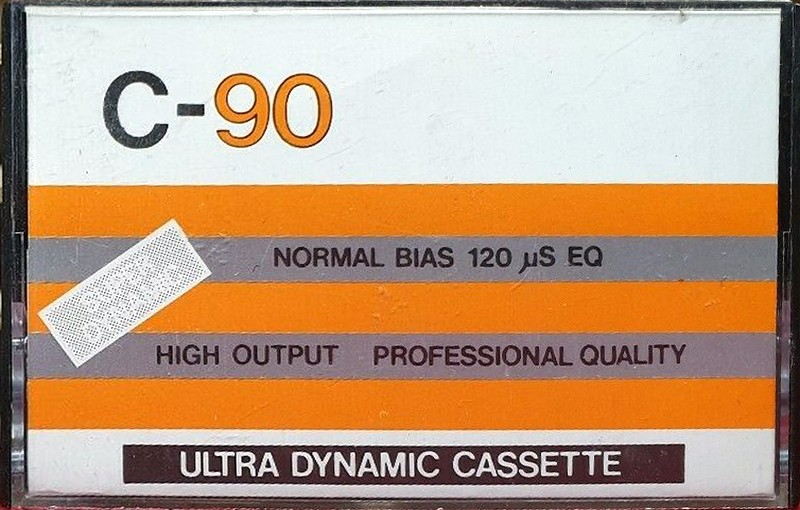 C-90
NORMAL BIAS 120 µS EQ
HIGH OUTPUT PROFESSIONAL QUALITY
ULTRA DYNAMIC CASSETTE